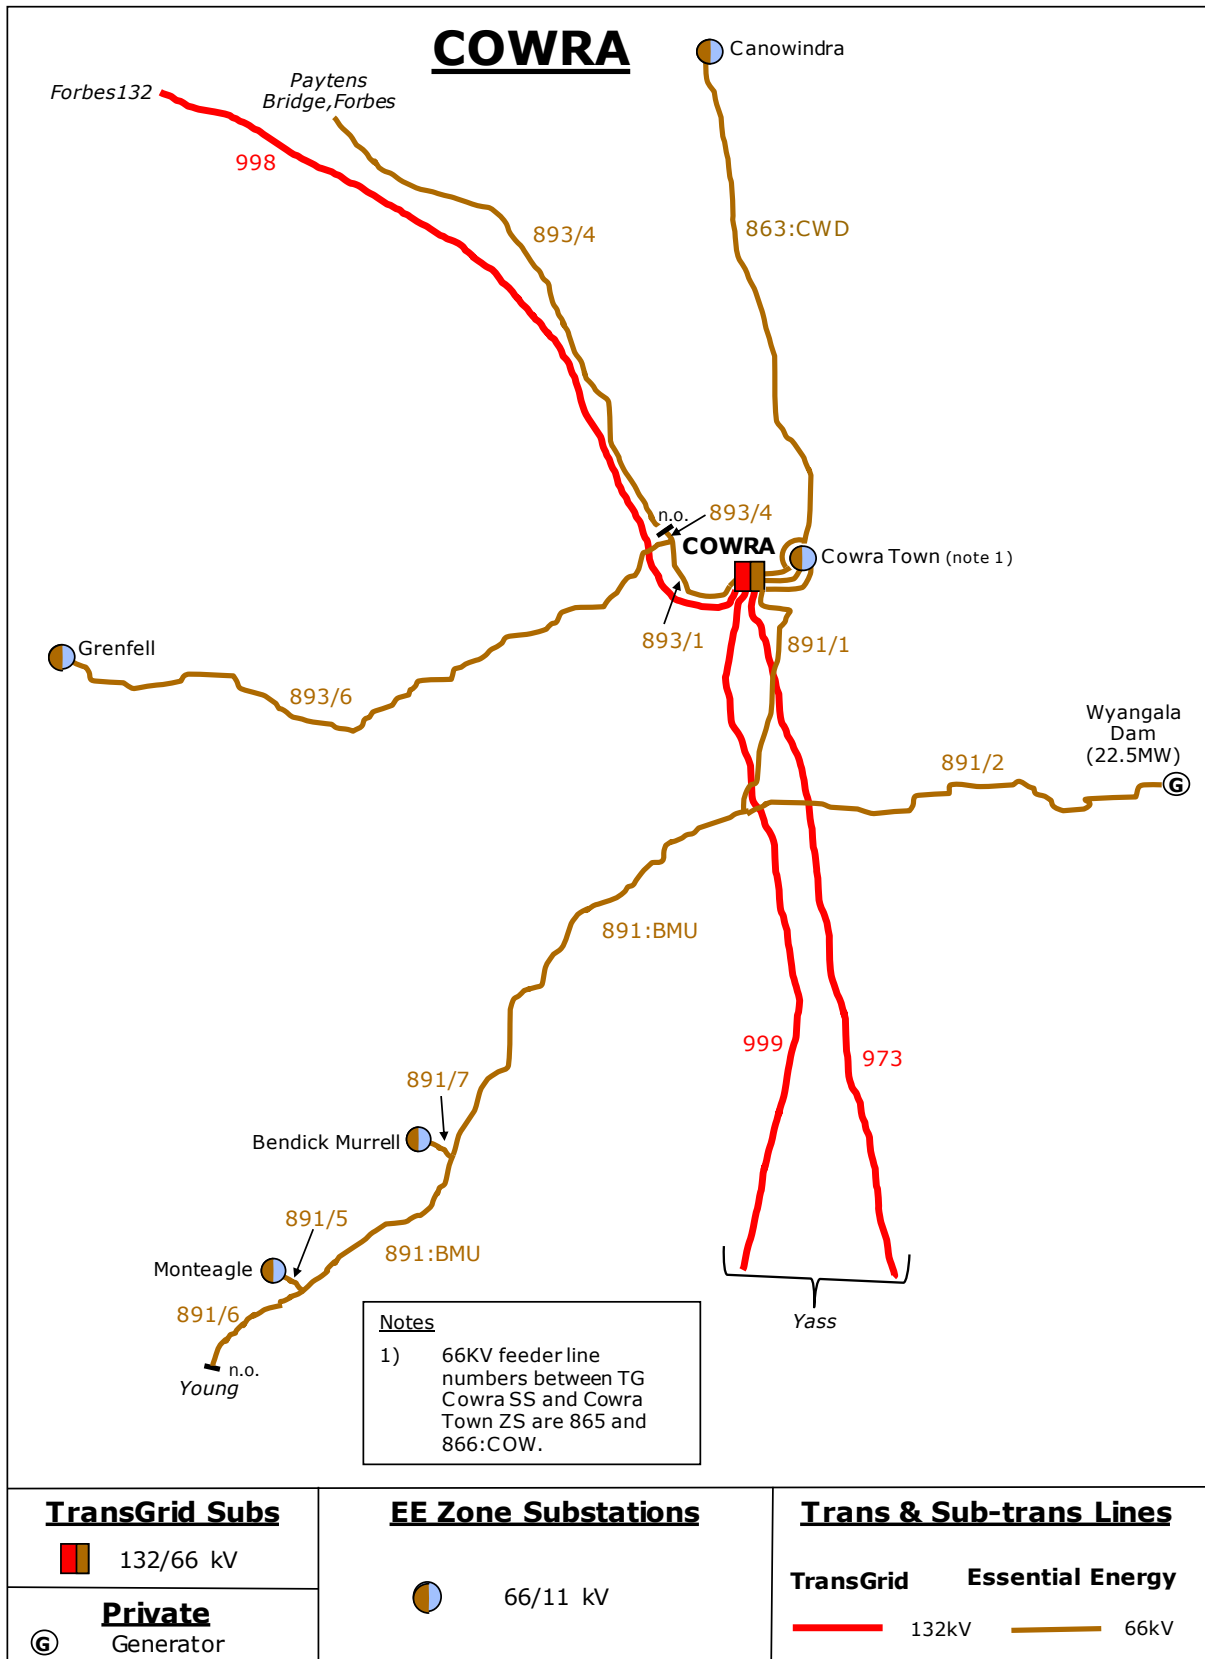 COWRA
Canowindra
Forbes132
Paytens
Bridge,Forbes
998
893/4
863:CWD
n.o.
893/4
COWRA
Cowra Town (note 1)
893/1
891/1
Grenfell
893/6
Wyangala
Dam
(22.5MW)
891/2
G
891:BMU
999
973
891/7
Bendick Murrell
891/5
891:BMU
Monteagle
891/6
n.o.
Young
Yass
Notes
1) 66KV feeder line
numbers between TG
Cowra SS and Cowra
Town ZS are 865 and
866:COW.
TransGrid Subs
132/66 kV
Private
G Generator
EE Zone Substations
66/11 kV
Trans & Sub-trans Lines
TransGrid Essential Energy
132kV 66kV